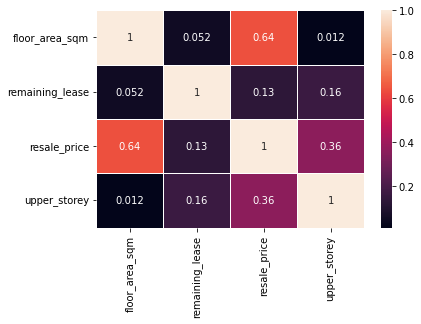 floor_area_sqm 1 0.052 0.64 0.012
remaining_lease 0.052 1 0.13 0.16
resale_price 0.64 0.13 1 0.36
upper_storey 0.012 0.16 0.36 1
floor_area_sqm
remaining_lease
resale_price
upper_storey
1.0
0.8
0.6
0.4
0.2